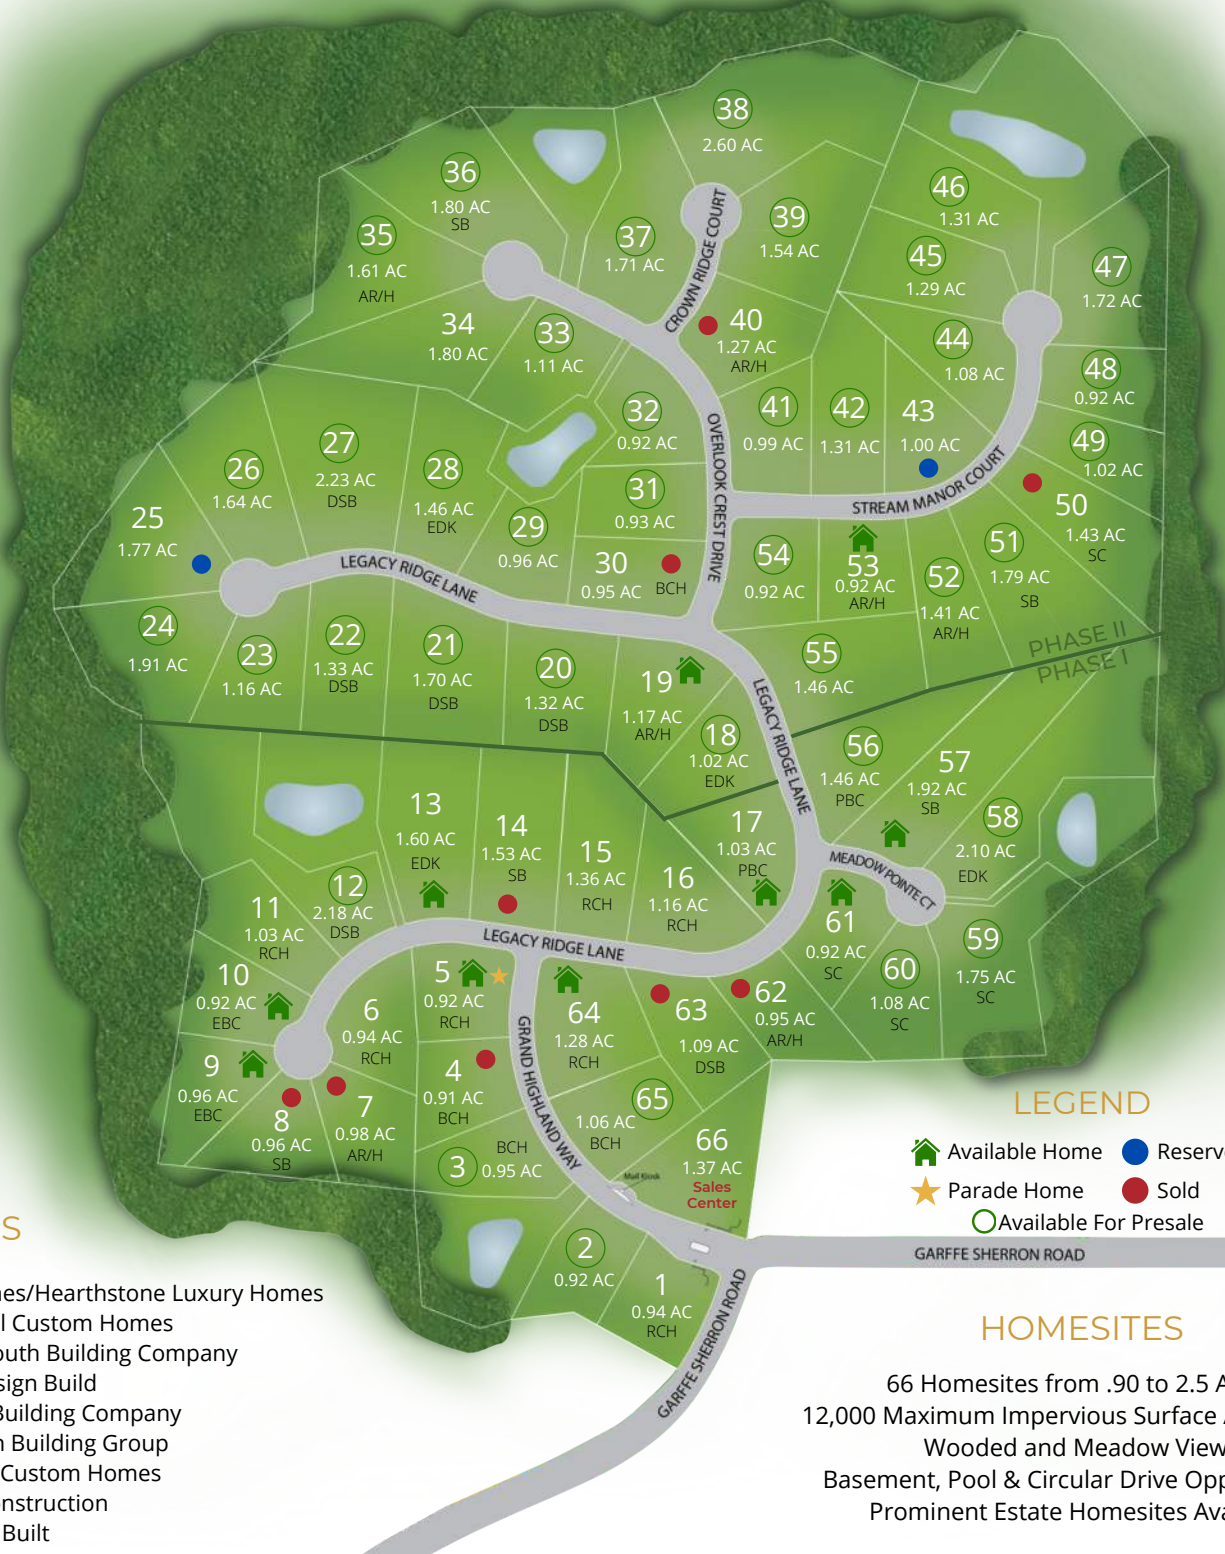 38
2.60 AC
36
1.80 AC
SB
35
1.61 AC
AR/H
37
1.71 AC
CROWN RIDGE COURT
39
1.54 AC
46
1.31 AC
45
1.29 AC
47
1.72 AC
34
1.80 AC
33
1.11 AC
40
1.27 AC
AR/H
44
1.08 AC
48
0.92 AC
32
0.92 AC
OVERLOOK CREST DRIVE
41
0.99 AC
42
1.31 AC
43
1.00 AC
49
1.02 AC
27
2.23 AC
DSB
26
1.64 AC
28
1.46 AC
EDK
31
0.93 AC
STREAM MANOR COURT
50
1.43 AC
SC
25
1.77 AC
29
0.96 AC
30
0.95 AC
BCH
LEGACY RIDGE LANE
54
0.92 AC
53
0.92 AC
AR/H
52
1.41 AC
AR/H
51
1.79 AC
SB
24
1.91 AC
23
1.16 AC
22
1.33 AC
DSB
21
1.70 AC
DSB
20
1.32 AC
DSB
19
1.17 AC
AR/H
55
1.46 AC
PHASE II
PHASE I
LEGACY RIDGE LANE
18
1.02 AC
EDK
56
1.46 AC
PBC
57
1.92 AC
SB
58
2.10 AC
EDK
13
1.60 AC
EDK
14
1.53 AC
SB
15
1.36 AC
RCH
16
1.16 AC
RCH
17
1.03 AC
PBC
MEADOW POINTE CT
12
2.18 AC
DSB
11
1.03 AC
RCH
LEGACY RIDGE LANE
61
0.92 AC
SC
60
1.08 AC
SC
59
1.75 AC
SC
10
0.92 AC
EBC
6
0.94 AC
RCH
5
0.92 AC
RCH
64
1.28 AC
RCH
63
1.09 AC
DSB
62
0.95 AC
AR/H
GRAND HIGHLAND WAY
9
0.96 AC
EBC
8
0.96 AC
SB
7
0.98 AC
AR/H
4
0.91 AC
BCH
3
BCH
0.95 AC
65
1.06 AC
BCH
66
1.37 AC
Sales
Center
Mail Kiosk
2
0.92 AC
1
0.94 AC
RCH
GARFFE SHERRON ROAD
GARFFE SHERRON ROAD
LEGEND
Available Home
Reserv
Parade Home
Sold
Available For Presale
S
nes/Hearthstone Luxury Homes
l Custom Homes
outh Building Company
sign Build
Building Company
n Building Group
Custom Homes
onstruction
Built
HOMESITES
66 Homesites from .90 to 2.5 A
12,000 Maximum Impervious Surface
Wooded and Meadow View
Basement, Pool & Circular Drive Opp
Prominent Estate Homesites Ava